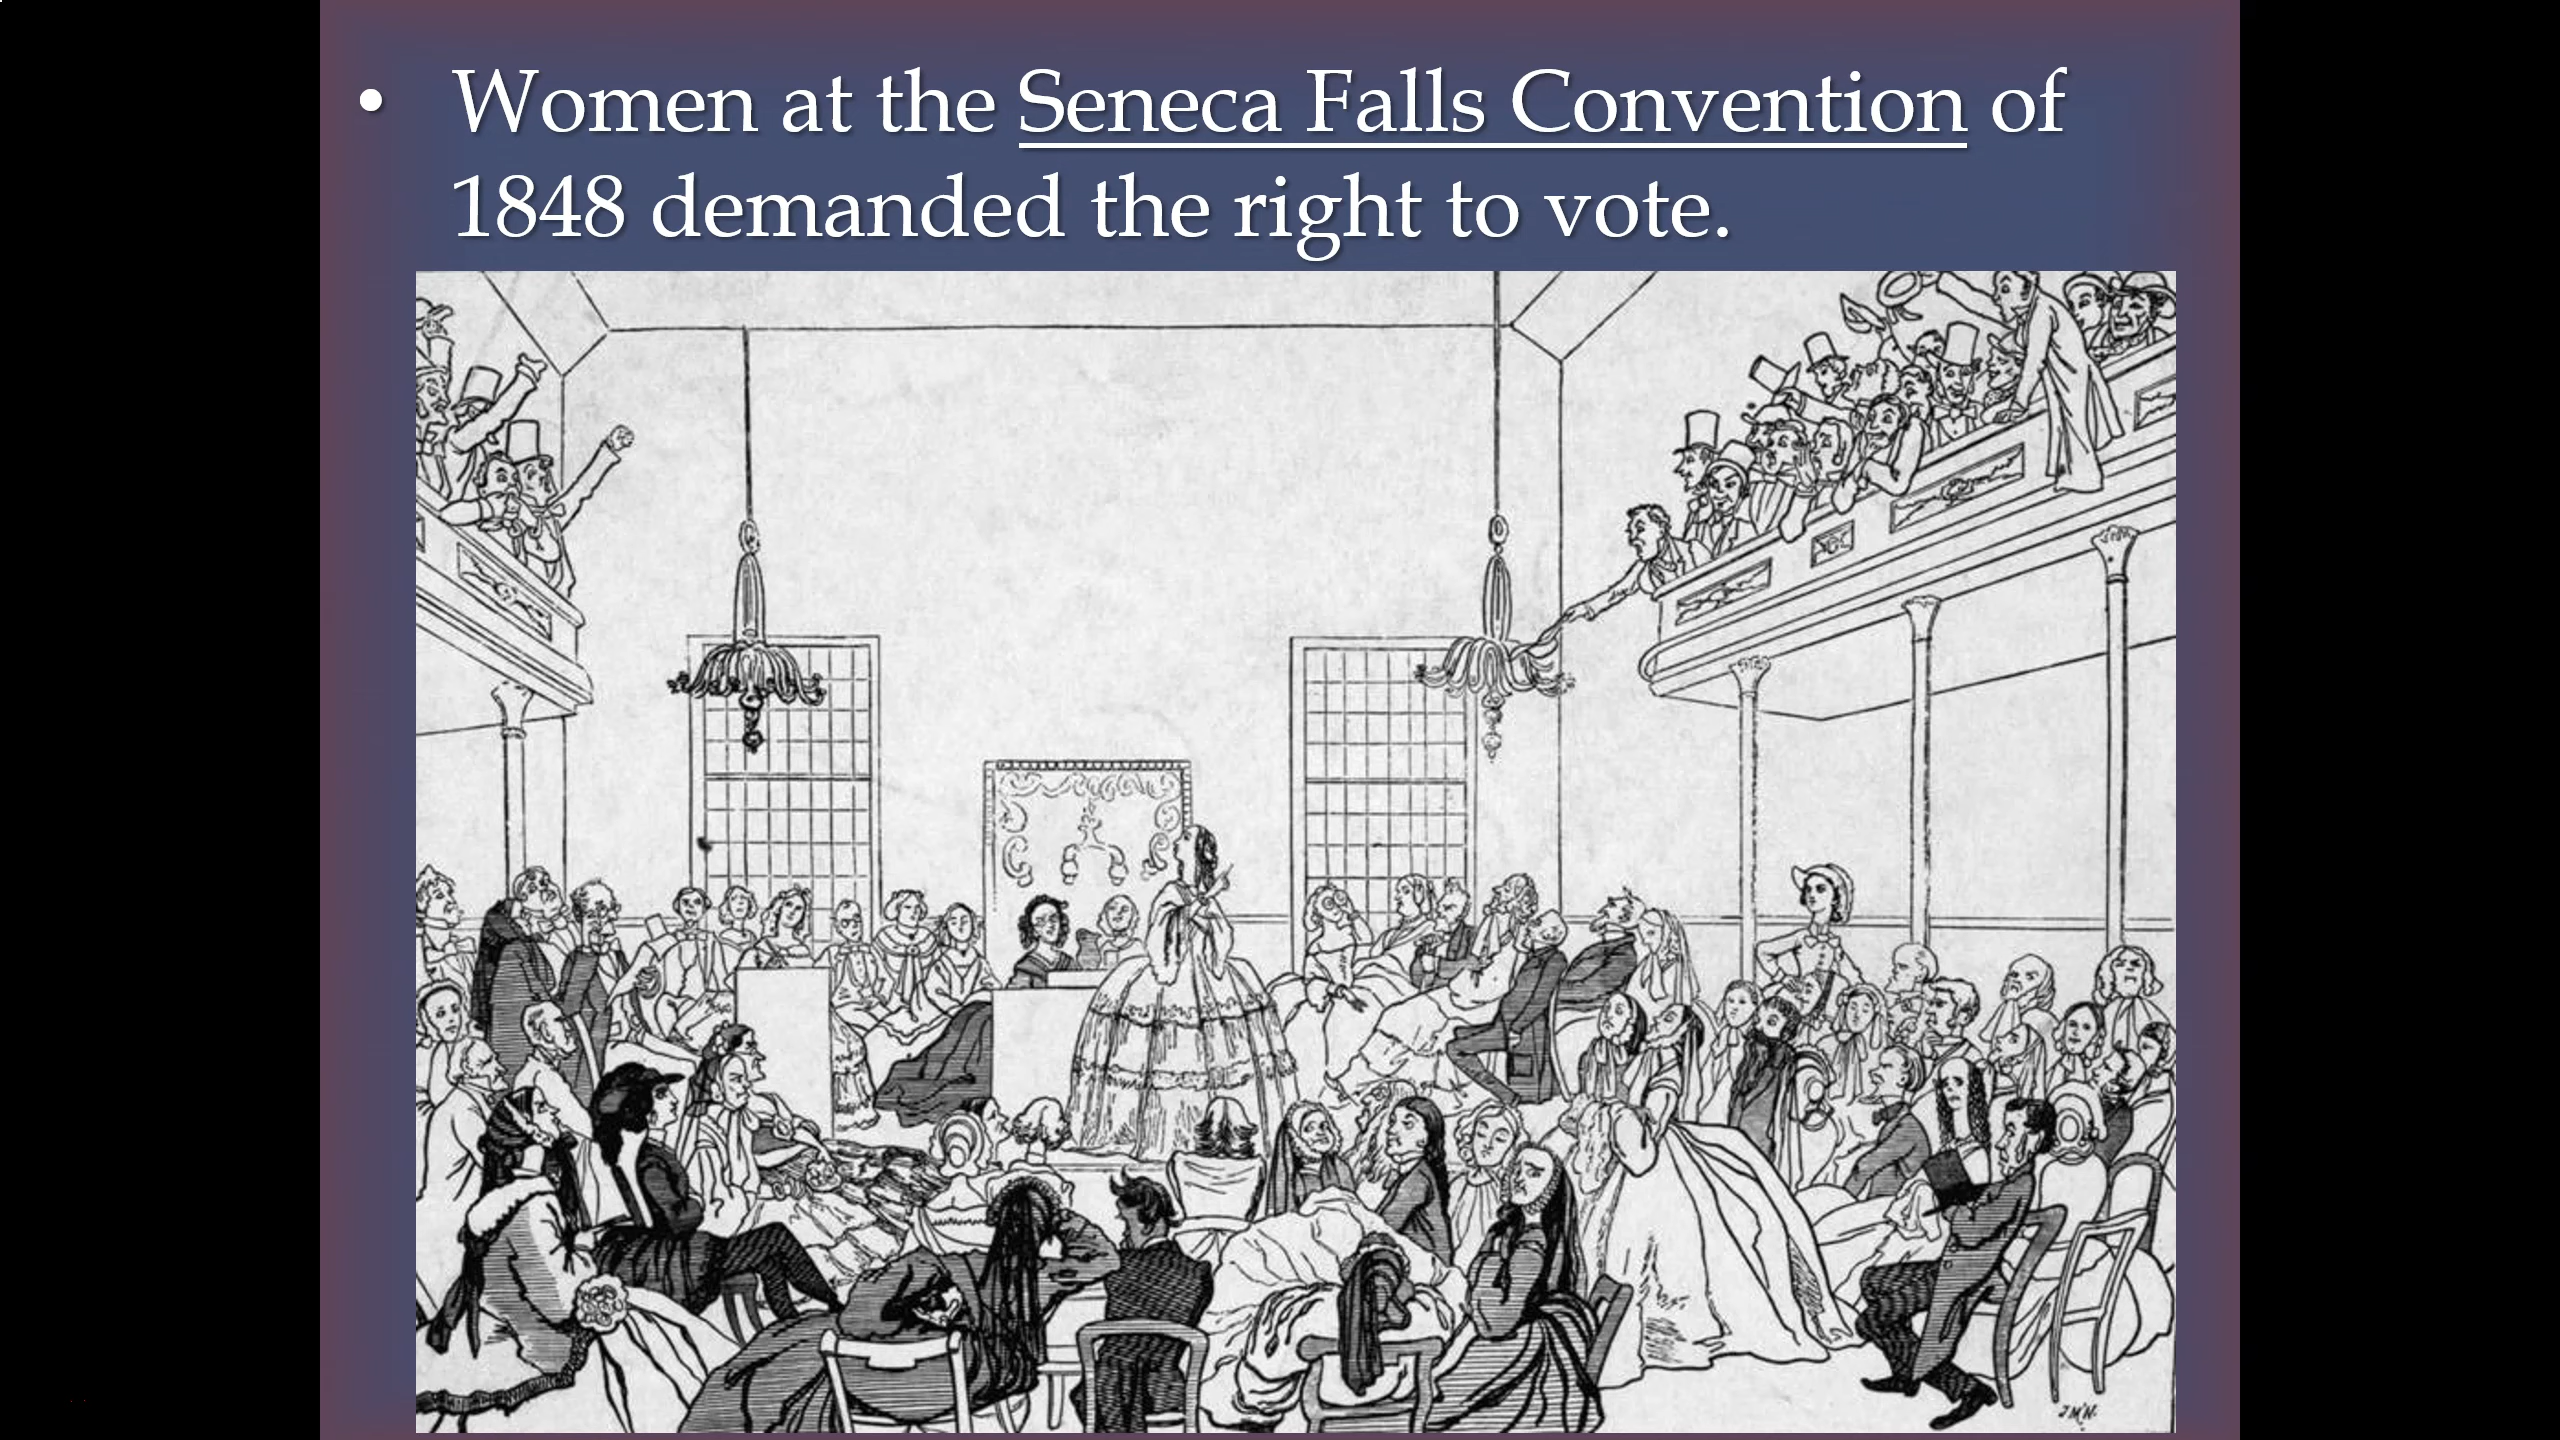 • Women at the Seneca Falls Convention of
1848 demanded the right to vote.
J M'N.